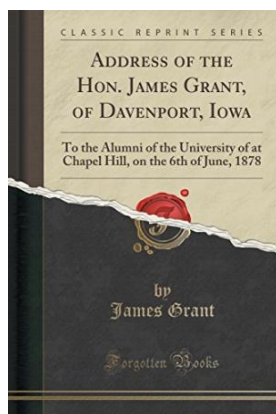 CLASSIC REPRINT SERIES
ADDRESS OF THE
HON. JAMES GRANT,
OF DAVENPORT, IOWA
To the Alumni of the University of at
Chapel Hill, on the 6th of June, 1878
by
James Grant
Forgotten Books